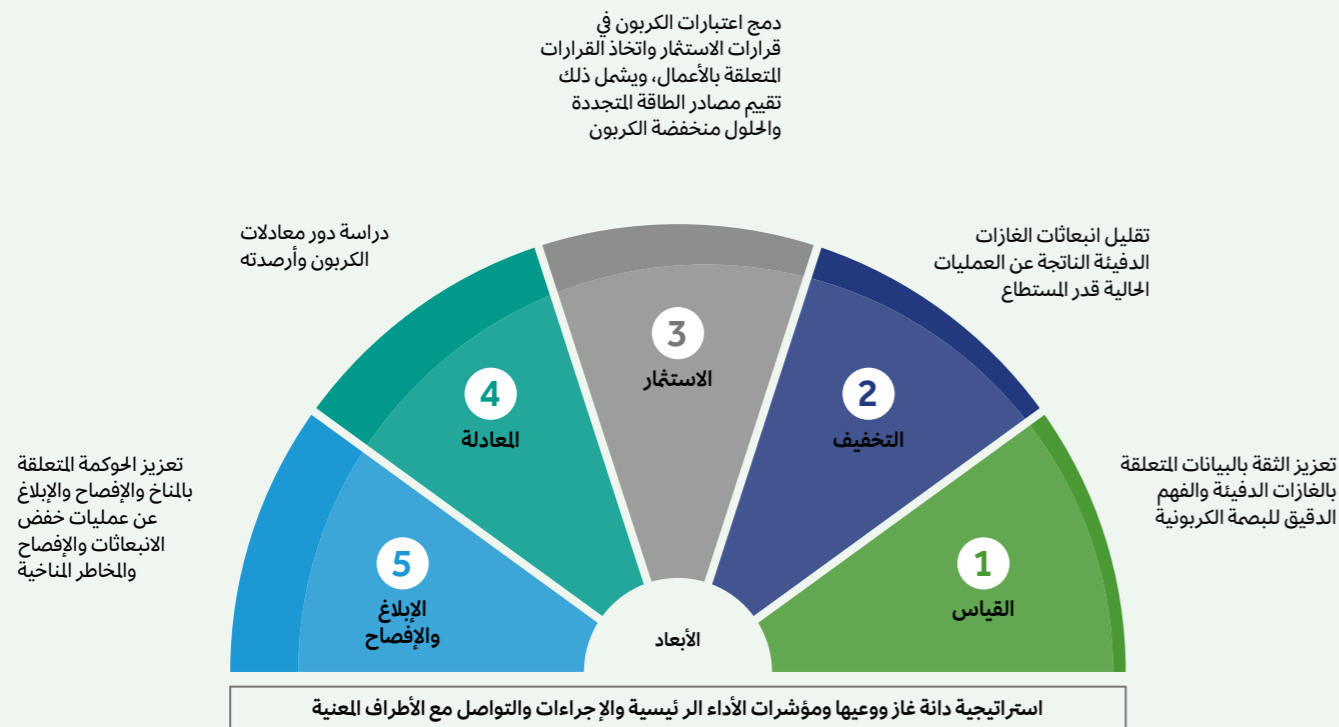 دمج اعتبارات الكربون في
قرارات الاستثمار واتخاذ القرارات
المتعلقة بالأعمال، ويشمل ذلك
تقييم مصادر الطاقة المتجددة
والحلول منخفضة الكربون
تقليل انبعاثات الغازات
الدفيئة الناتجة عن العمليات
الحالية قدر المستطاع
دراسة دور معادلات
الكربون وأرصدته
تعزيز الثقة بالبيانات المتعلقة
بالغازات الدفيئة والفهم
الدقيق للبصمة الكربونية
تعزيز الحوكمة المتعلقة
بالمناخ والإفصاح والإبلاغ
عن عمليات خفض
الانبعاثات والإفصاح
والمخاطر المناخية
1
القياس
2
التخفيف
3
الاستثمار
4
المعادلة
5
الإبلاغ
والإفصاح
الأبعاد
استراتيجية دانة غاز ووعيها ومؤشرات الأداء الر ئيسية والإ جراءات والتواصل مع الأطراف المعنية